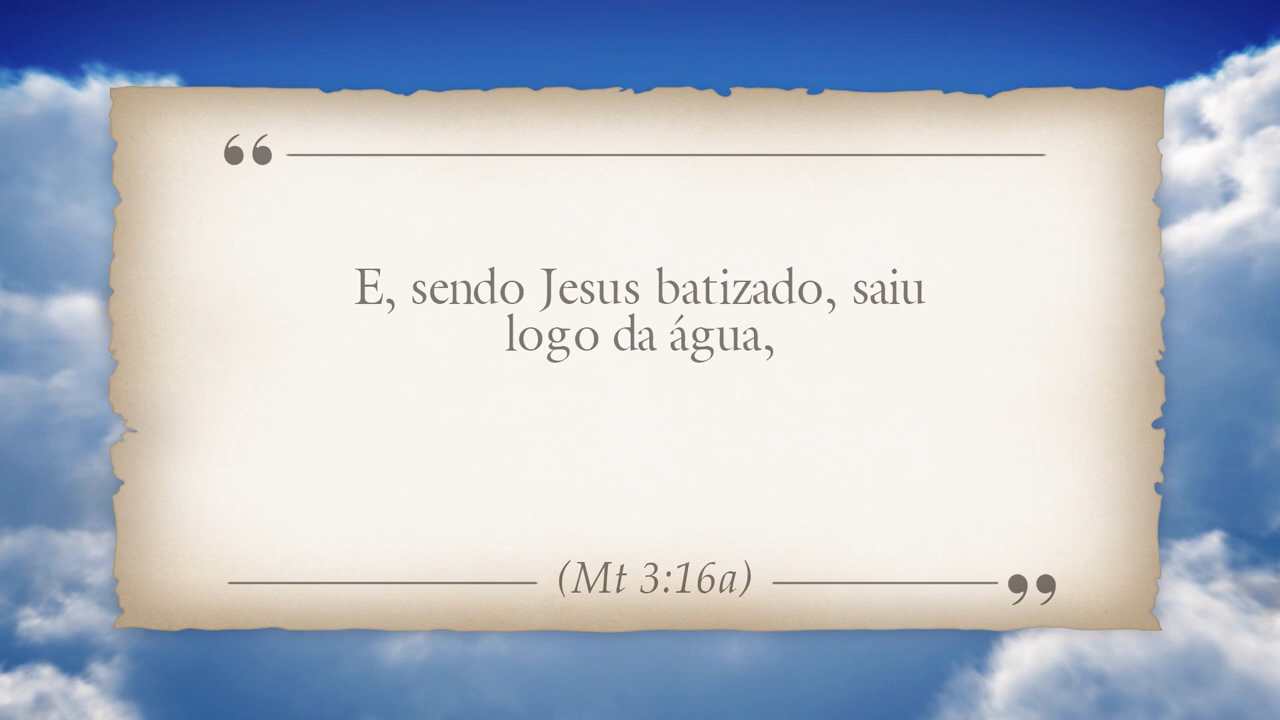 “
E, sendo Jesus batizado, saiu
logo da água,
(Mt 3:16a)
”